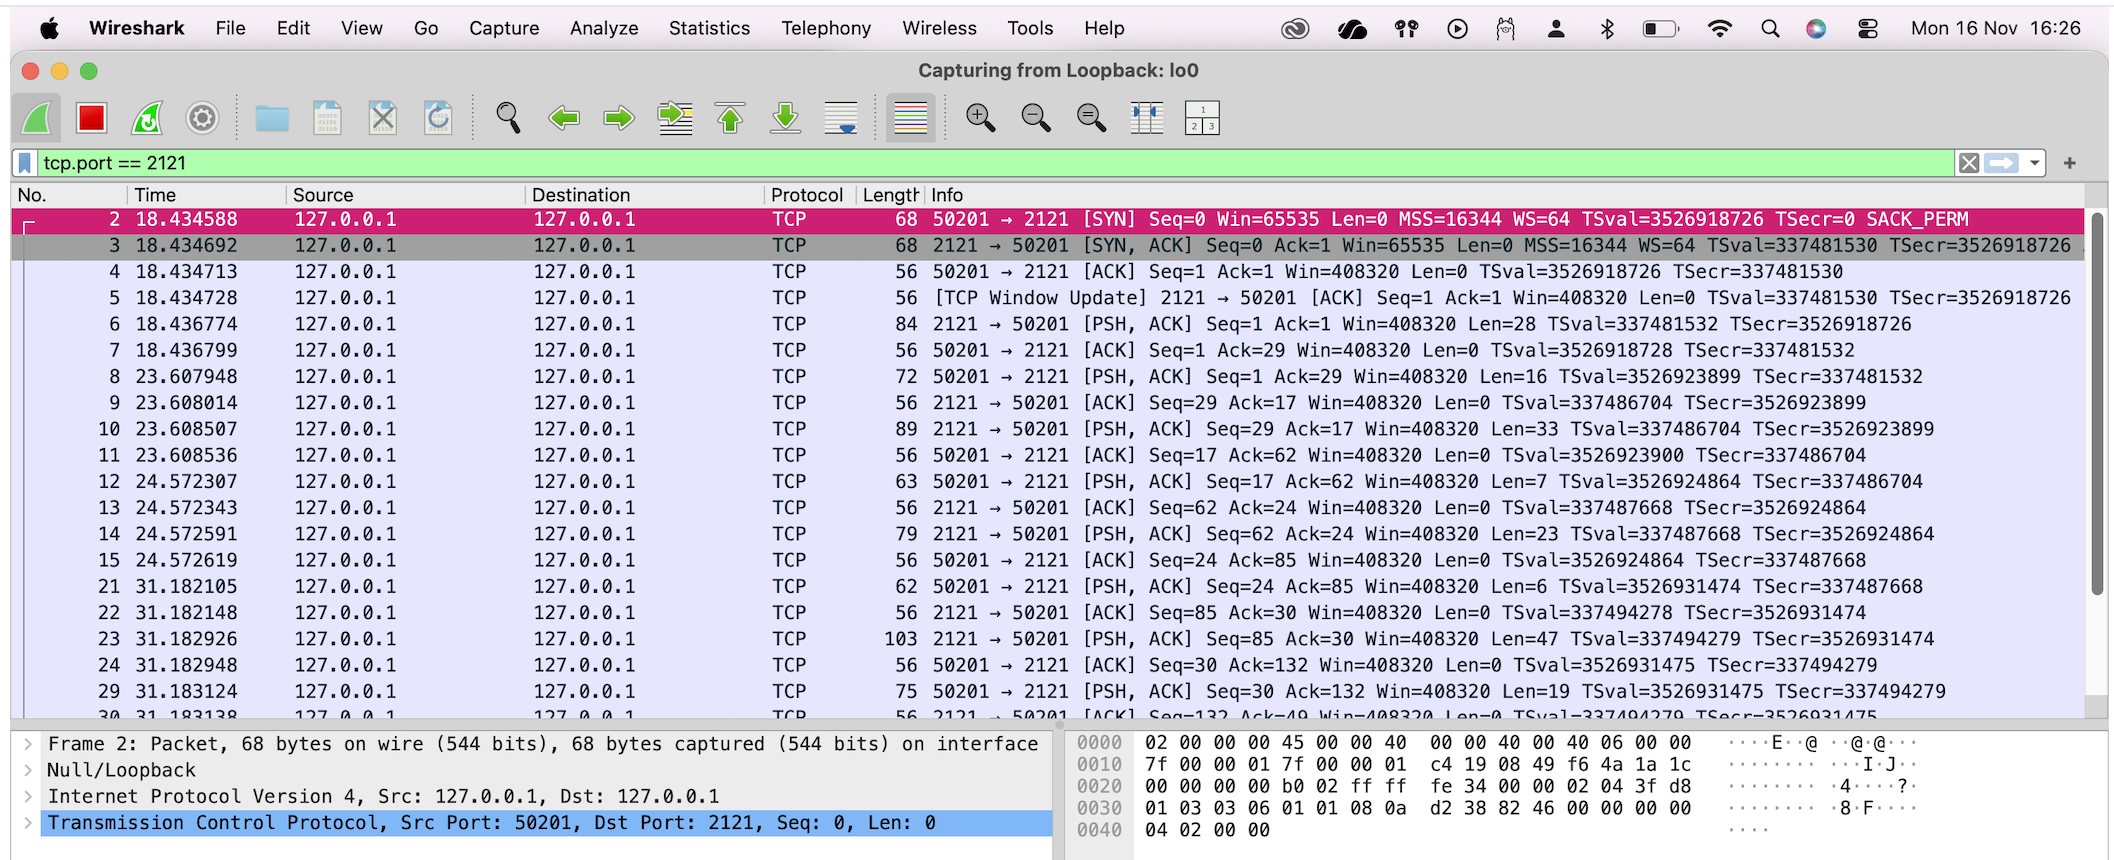 Wireshark File Edit View Go Capture Analyze Statistics Telephony Wireless Tools Help Mon 16 Nov 16:26
Capturing from Loopback: lo0
tcp.port == 2121
No. Time Source Destination Protocol Length Info
2 18.434588 127.0.0.1 127.0.0.1 TCP 68 50201 → 2121 [SYN] Seq=0 Win=65535 Len=0 MSS=16344 WS=64 TSval=3526918726 TSecr=0 SACK_PERM
3 18.434692 127.0.0.1 127.0.0.1 TCP 68 2121 → 50201 [SYN, ACK] Seq=0 Ack=1 Win=65535 Len=0 MSS=16344 WS=64 TSval=337481530 TSecr=3526918726
4 18.434713 127.0.0.1 127.0.0.1 TCP 56 50201 → 2121 [ACK] Seq=1 Ack=1 Win=408320 Len=0 TSval=3526918726 TSecr=337481530
5 18.434728 127.0.0.1 127.0.0.1 TCP 56 [TCP Window Update] 2121 → 50201 [ACK] Seq=1 Ack=1 Win=408320 Len=0 TSval=337481530 TSecr=3526918726
6 18.436774 127.0.0.1 127.0.0.1 TCP 84 2121 → 50201 [PSH, ACK] Seq=1 Ack=1 Win=408320 Len=28 TSval=337481532 TSecr=3526918726
7 18.436799 127.0.0.1 127.0.0.1 TCP 56 50201 → 2121 [ACK] Seq=1 Ack=29 Win=408320 Len=0 TSval=3526918728 TSecr=337481532
8 23.607948 127.0.0.1 127.0.0.1 TCP 72 50201 → 2121 [PSH, ACK] Seq=1 Ack=29 Win=408320 Len=16 TSval=3526923899 TSecr=337481532
9 23.608014 127.0.0.1 127.0.0.1 TCP 56 2121 → 50201 [ACK] Seq=29 Ack=17 Win=408320 Len=0 TSval=337486704 TSecr=3526923899
10 23.608507 127.0.0.1 127.0.0.1 TCP 89 2121 → 50201 [PSH, ACK] Seq=29 Ack=17 Win=408320 Len=33 TSval=337486704 TSecr=3526923899
11 23.608536 127.0.0.1 127.0.0.1 TCP 56 50201 → 2121 [ACK] Seq=17 Ack=62 Win=408320 Len=0 TSval=3526923900 TSecr=337486704
12 24.572307 127.0.0.1 127.0.0.1 TCP 63 50201 → 2121 [PSH, ACK] Seq=17 Ack=62 Win=408320 Len=7 TSval=3526924864 TSecr=337486704
13 24.572343 127.0.0.1 127.0.0.1 TCP 56 2121 → 50201 [ACK] Seq=62 Ack=24 Win=408320 Len=0 TSval=337487668 TSecr=3526924864
14 24.572591 127.0.0.1 127.0.0.1 TCP 79 2121 → 50201 [PSH, ACK] Seq=62 Ack=24 Win=408320 Len=23 TSval=337487668 TSecr=3526924864
15 24.572619 127.0.0.1 127.0.0.1 TCP 56 50201 → 2121 [ACK] Seq=24 Ack=85 Win=408320 Len=0 TSval=3526924864 TSecr=337487668
21 31.182105 127.0.0.1 127.0.0.1 TCP 62 50201 → 2121 [PSH, ACK] Seq=24 Ack=85 Win=408320 Len=6 TSval=3526931474 TSecr=337487668
22 31.182148 127.0.0.1 127.0.0.1 TCP 56 2121 → 50201 [ACK] Seq=85 Ack=30 Win=408320 Len=0 TSval=337494278 TSecr=3526931474
23 31.182926 127.0.0.1 127.0.0.1 TCP 103 2121 → 50201 [PSH, ACK] Seq=85 Ack=30 Win=408320 Len=47 TSval=337494279 TSecr=3526931474
24 31.182948 127.0.0.1 127.0.0.1 TCP 56 50201 → 2121 [ACK] Seq=30 Ack=132 Win=408320 Len=0 TSval=3526931475 TSecr=337494279
29 31.183124 127.0.0.1 127.0.0.1 TCP 75 50201 → 2121 [PSH, ACK] Seq=30 Ack=132 Win=408320 Len=19 TSval=3526931475 TSecr=337494279
30 31.183138 127.0.0.1 127.0.0.1 TCP 56 2121 → 50201 [ACK] Seq=132 Ack=49 Win=408320 Len=0 TSval=337494279 TSecr=3526931475
Frame 2: Packet, 68 bytes on wire (544 bits), 68 bytes captured (544 bits) on interface
Null/Loopback
Internet Protocol Version 4, Src: 127.0.0.1, Dst: 127.0.0.1
Transmission Control Protocol, Src Port: 50201, Dst Port: 2121, Seq: 0, Len: 0
0000 02 00 00 00 45 00 00 40 00 00 40 00 40 06 00 00 ····E··@ ··@·@···
0010 7f 00 00 01 7f 00 00 01 c4 19 08 49 f6 4a 1a 1c ········ ···I·J··
0020 00 00 00 00 b0 02 ff ff fe 34 00 00 02 04 3f d8 ········ ·4····?·
0030 01 03 03 06 01 01 08 0a d2 38 82 46 00 00 00 00 ········ ·8·F····
0040 04 02 00 00 ····